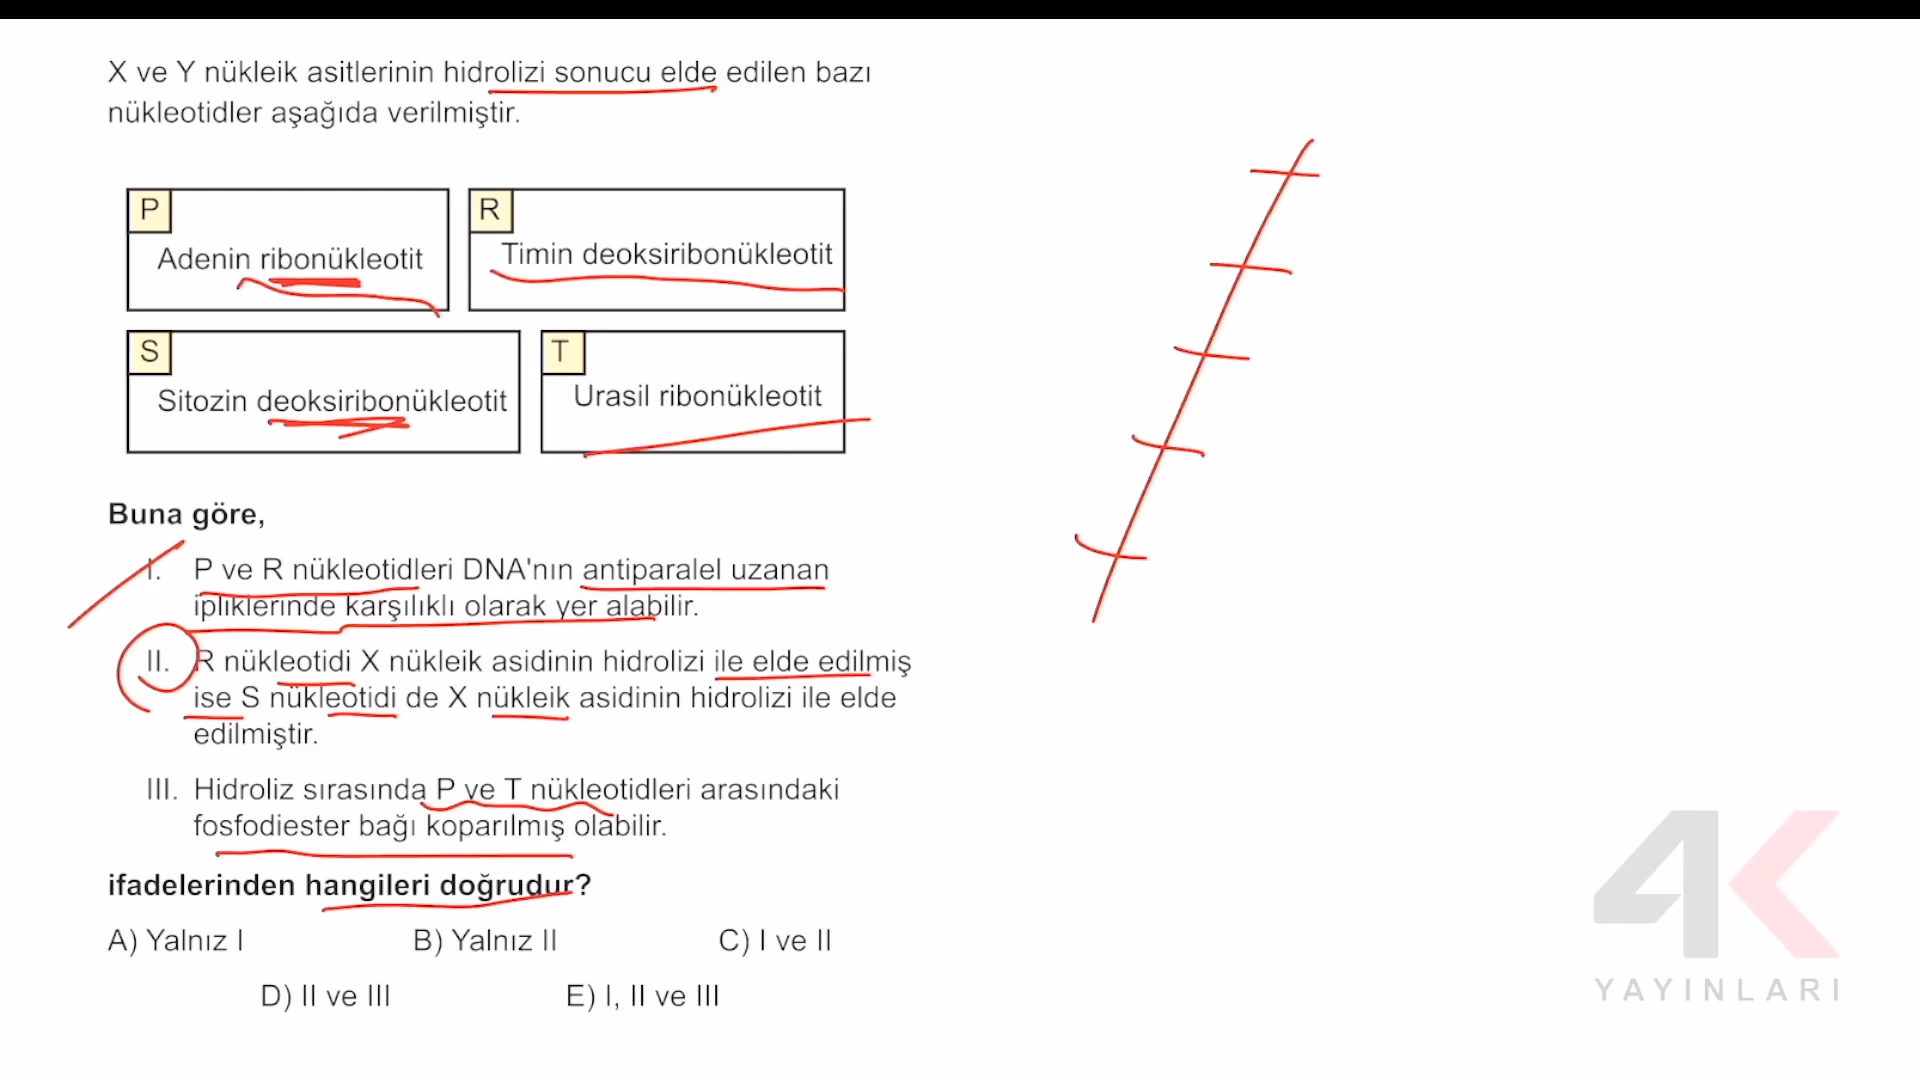 X ve Y nükleik asitlerinin hidrolizi sonucu elde edilen bazı
nükleotidler aşağıda verilmiştir.
P
Adenin ribonükleotit
R
Timin deoksiribonükleotit
S
Sitozin deoksiribonükleotit
T
Urasil ribonükleotit
Buna göre,
I. P ve R nükleotidleri DNA'nın antiparalel uzanan
ipliklerinde karşılıklı olarak yer alabilir.
II. R nükleotidi X nükleik asidinin hidrolizi ile elde edilmiş
ise S nükleotidi de X nükleik asidinin hidrolizi ile elde
edilmiştir.
III. Hidroliz sırasında P ve T nükleotidleri arasındaki
fosfodiester bağı koparılmış olabilir.
ifadelerinden hangileri doğrudur?
A) Yalnız I B) Yalnız II C) I ve II
D) II ve III E) I, II ve III
4K
YAYINLARI